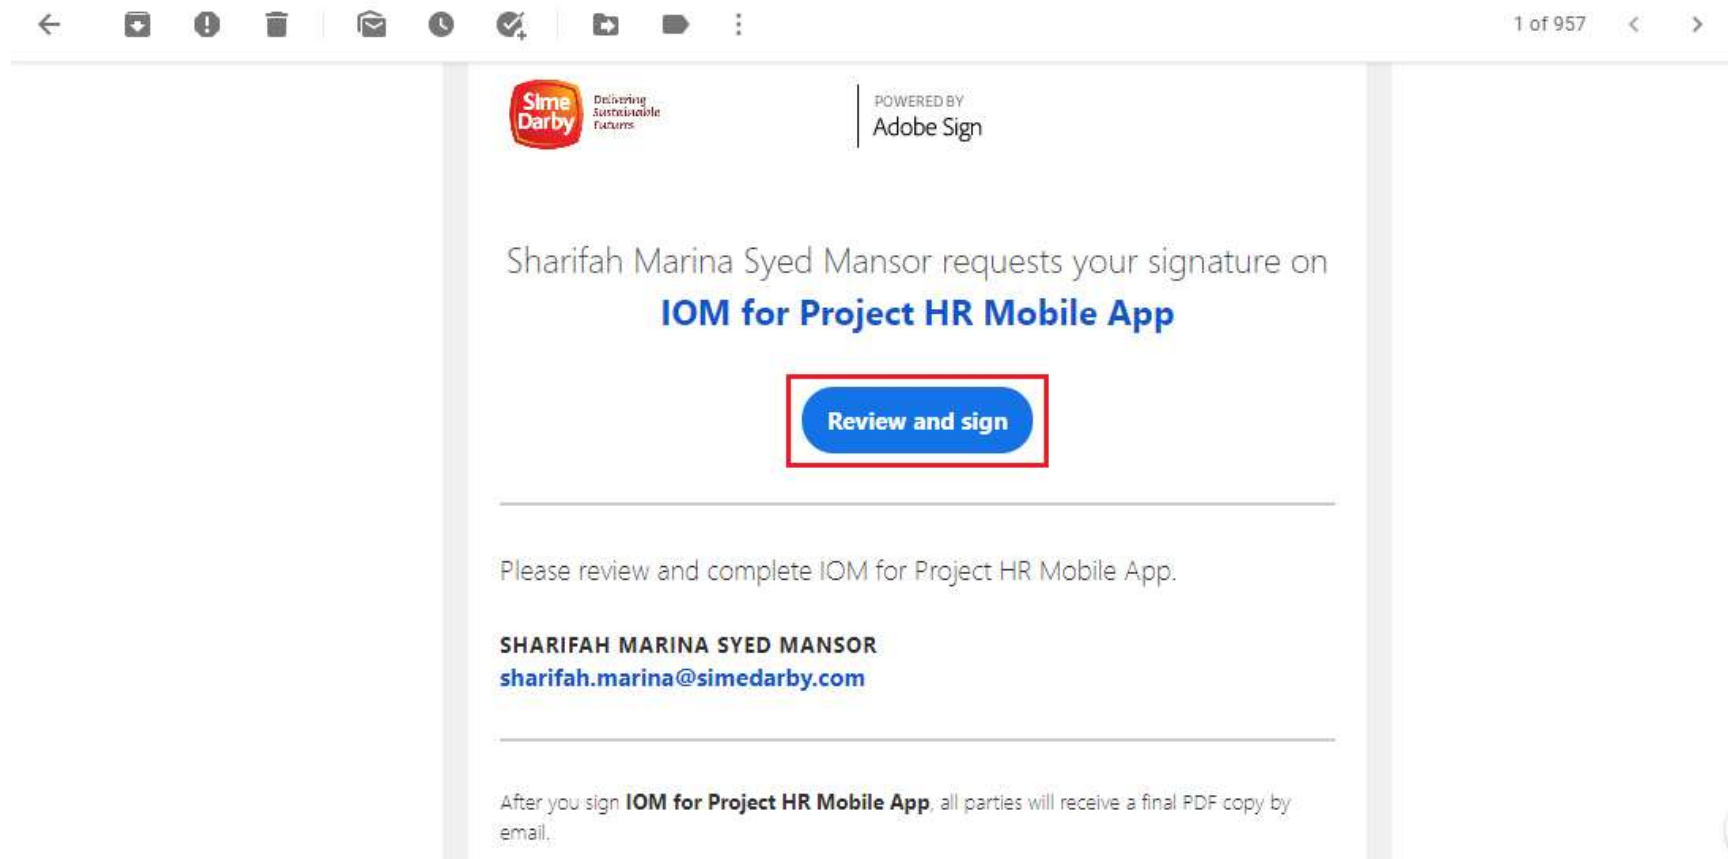 1 of 957
Sime
Darby
Delivering
Sustainable
Futures
POWERED BY
Adobe Sign
Sharifah Marina Syed Mansor requests your signature on
IOM for Project HR Mobile App
Review and sign
Please review and complete IOM for Project HR Mobile App.
SHARIFAH MARINA SYED MANSOR
sharifah.marina@simedarby.com
After you sign IOM for Project HR Mobile App, all parties will receive a final PDF copy by
email.